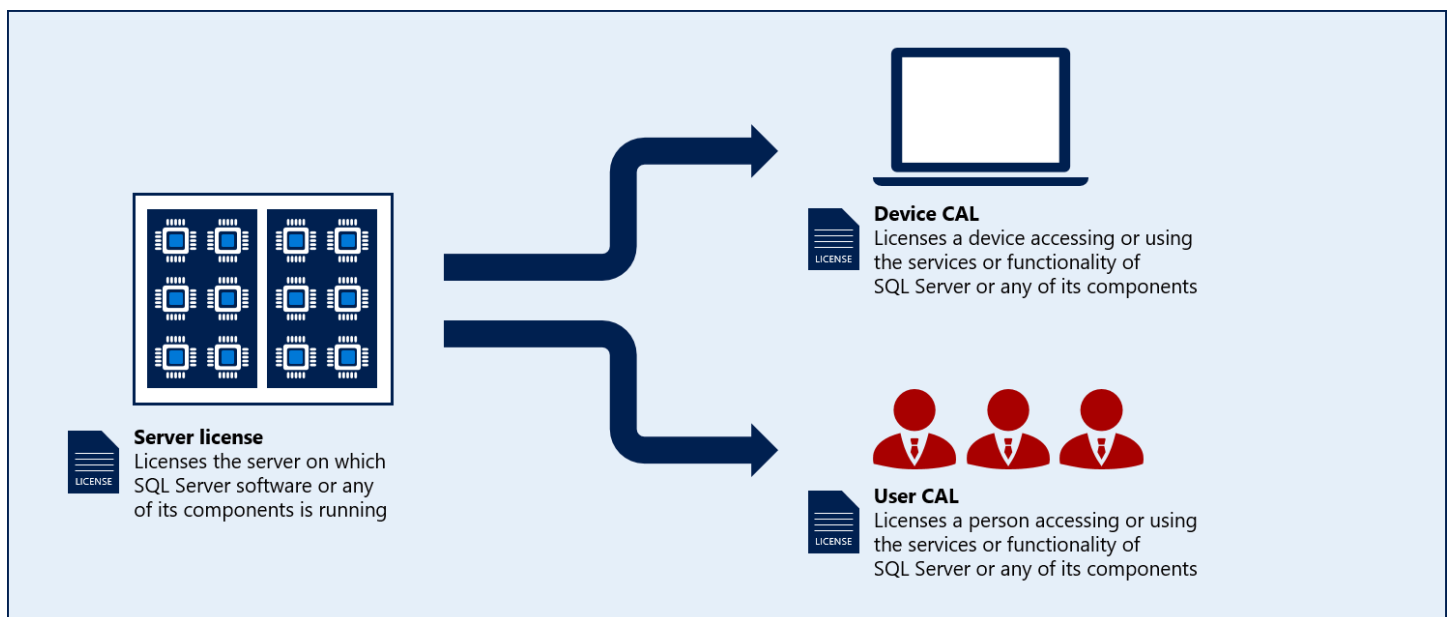 LICENSE
Server license
Licenses the server on which
SQL Server software or any
of its components is running
LICENSE
Device CAL
Licenses a device accessing or using
the services or functionality of
SQL Server or any of its components
LICENSE
User CAL
Licenses a person accessing or using
the services or functionality of
SQL Server or any of its components